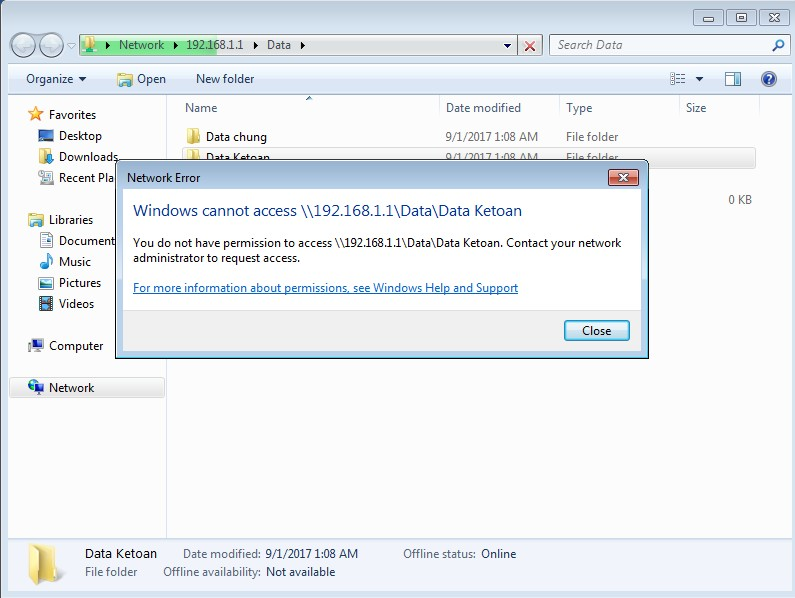 Network 192.168.1.1 Data
Search Data
Organize Open New folder
Name Date modified Type Size
Favorites
Desktop
Downloads
Recent Pla
Libraries
Document
Music
Pictures
Videos
Computer
Network
Data chung 9/1/2017 1:08 AM File folder
Data Ketoan 9/1/2017 1:08 AM File folder
0 KB
Network Error
Windows cannot access \\192.168.1.1\Data\Data Ketoan
You do not have permission to access \\192.168.1.1\Data\Data Ketoan. Contact your network
administrator to request access.
For more information about permissions, see Windows Help and Support
Close
Data Ketoan Date modified: 9/1/2017 1:08 AM Offline status: Online
File folder Offline availability: Not available